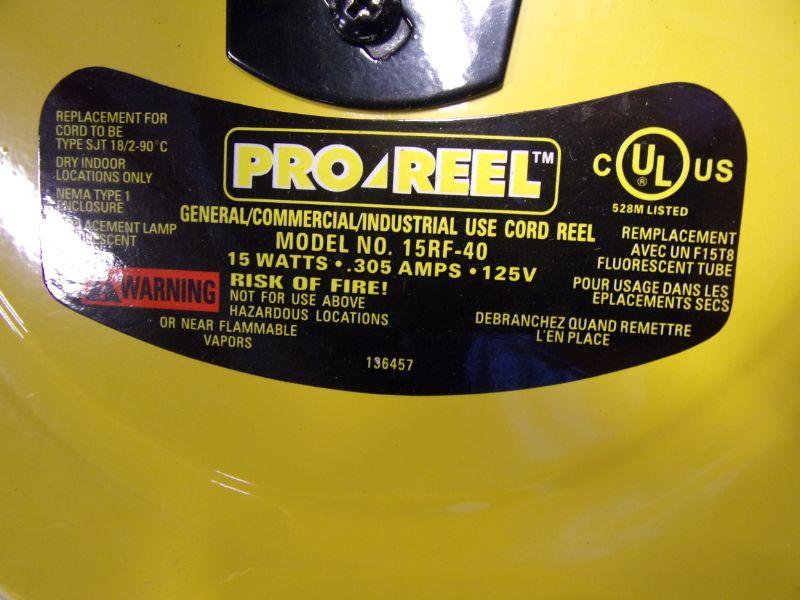 REPLACEMENT FOR
CORD TO BE
TYPE SJT 18/2-90°C
DRY INDOOR
LOCATIONS ONLY
NEMA TYPE 1
ENCLOSURE
LAMP
PRO REEL™
GENERAL/COMMERCIAL/INDUSTRIAL USE CORD REEL
MODEL NO. 15RF-40
15 WATTS • .305 AMPS • 125V
WARNING
RISK OF FIRE!
NOT FOR USE ABOVE
HAZARDOUS LOCATIONS
OR NEAR FLAMMABLE
VAPORS
136457
C UL® US
528M LISTED
REMPLACEMENT
AVEC UN F15T8
FLUORESCENT TUBE
POUR USAGE DANS LES
EPLACEMENTS SECS
DEBRANCHEZ QUAND REMETTRE
L'EN PLACE